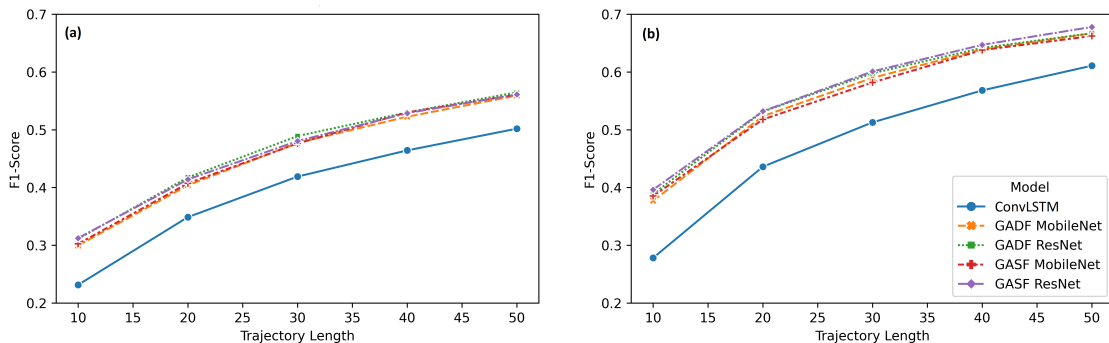 (a)
F1-Score
0.7
0.6
0.5
0.4
0.3
0.2
10 15 20 25 30 35 40 45 50
Trajectory Length
(b)
F1-Score
0.7
0.6
0.5
0.4
0.3
0.2
10 15 20 25 30 35 40 45 50
Trajectory Length
Model
ConvLSTM
GADF MobileNet
GADF ResNet
GASF MobileNet
GASF ResNet